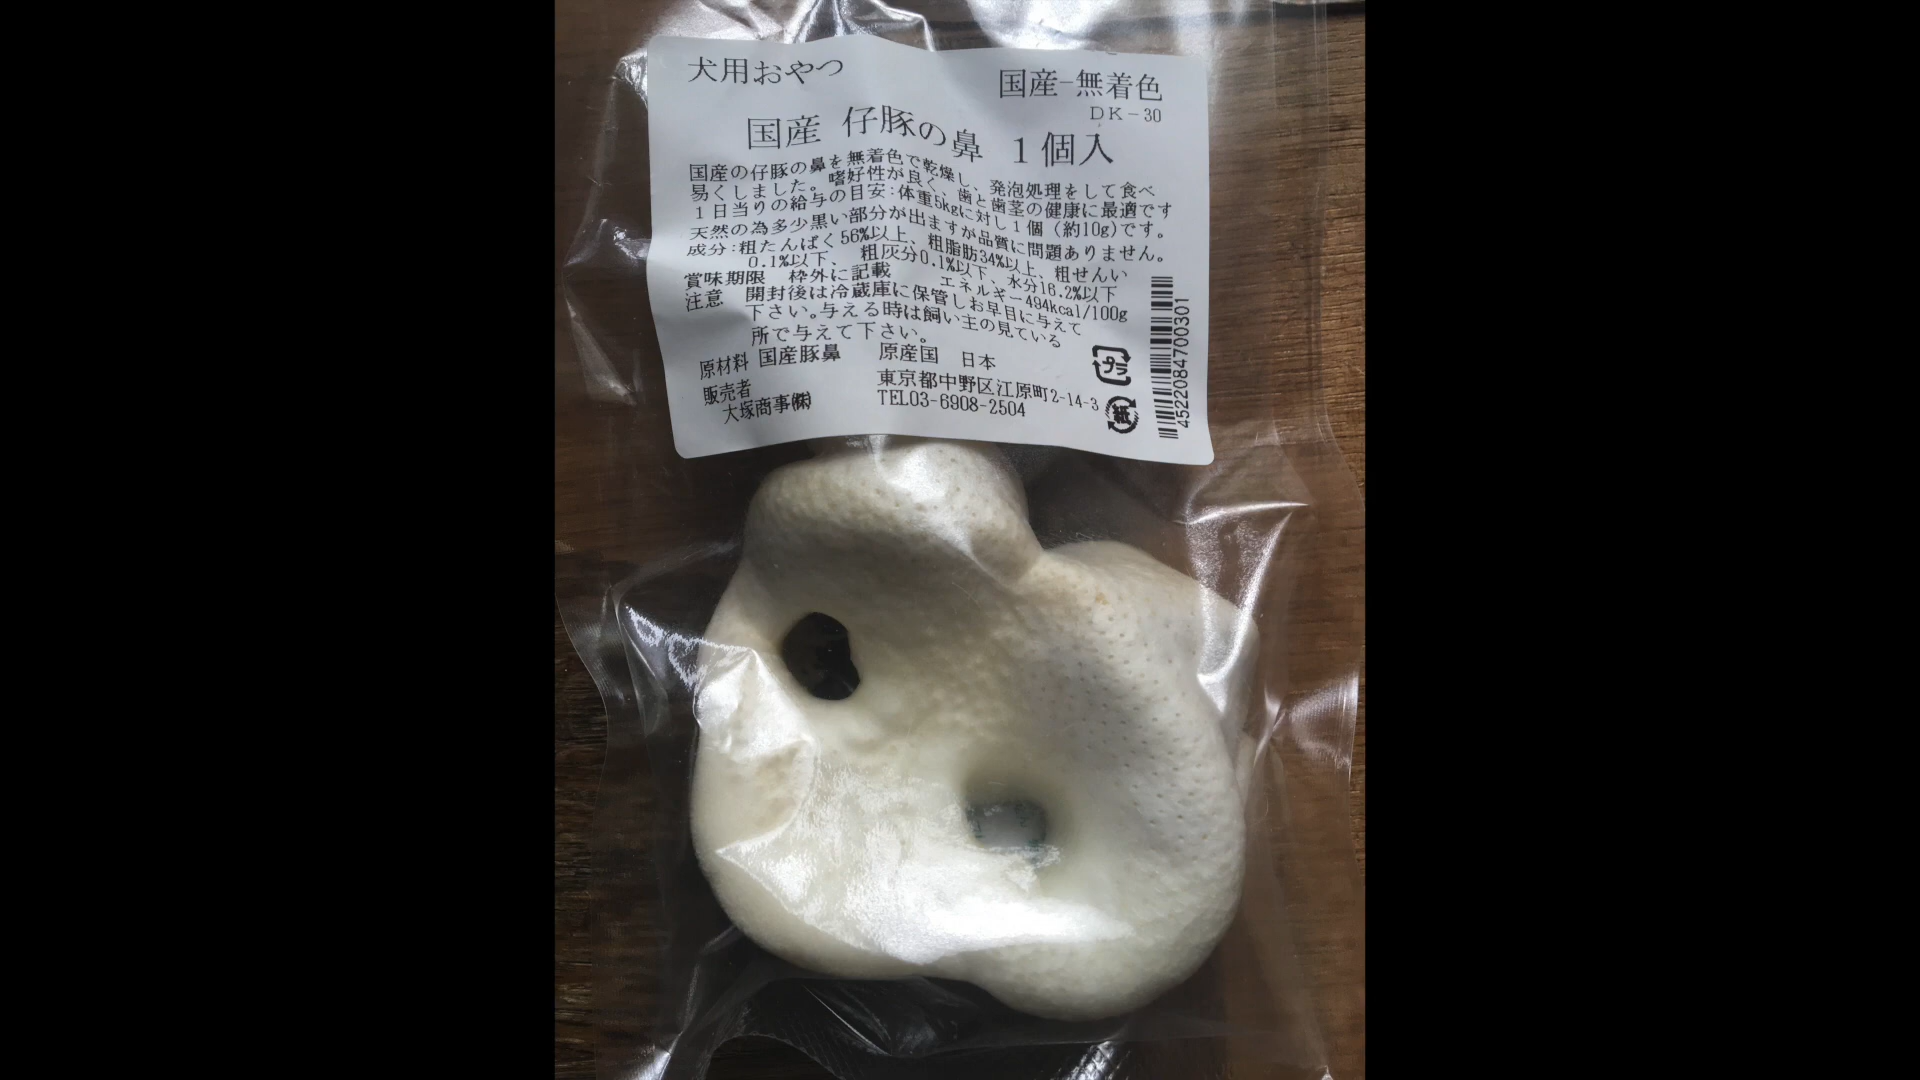 犬用おやつ
国産-無着色
DK-30
国産 仔豚の鼻 1個入
国産の仔豚の鼻を無着色で乾燥し、発泡処理をして食べ
易くしました。嗜好性が良く、歯と歯茎の健康に最適です
1日当りの給与の目安:体重5kgに対し1個(約10g)です。
天然の為多少黒い部分が出ますが品質に問題ありません。
成分:粗たんぱく56%以上、粗脂肪34%以上、粗せんい
0.1%以下、粗灰分0.1%以下、水分16.2%以下
エネルギー494kcal/100g
賞味期限 枠外に記載
注意 開封後は冷蔵庫に保管しお早目に与えて
下さい。与える時は飼い主の見ている
所で与えて下さい。
原材料 国産豚鼻 原産国 日本
販売者
大塚商事㈱
東京都中野区江原町2-14-3
TEL03-6908-2504
プラ
紙
4522084700301